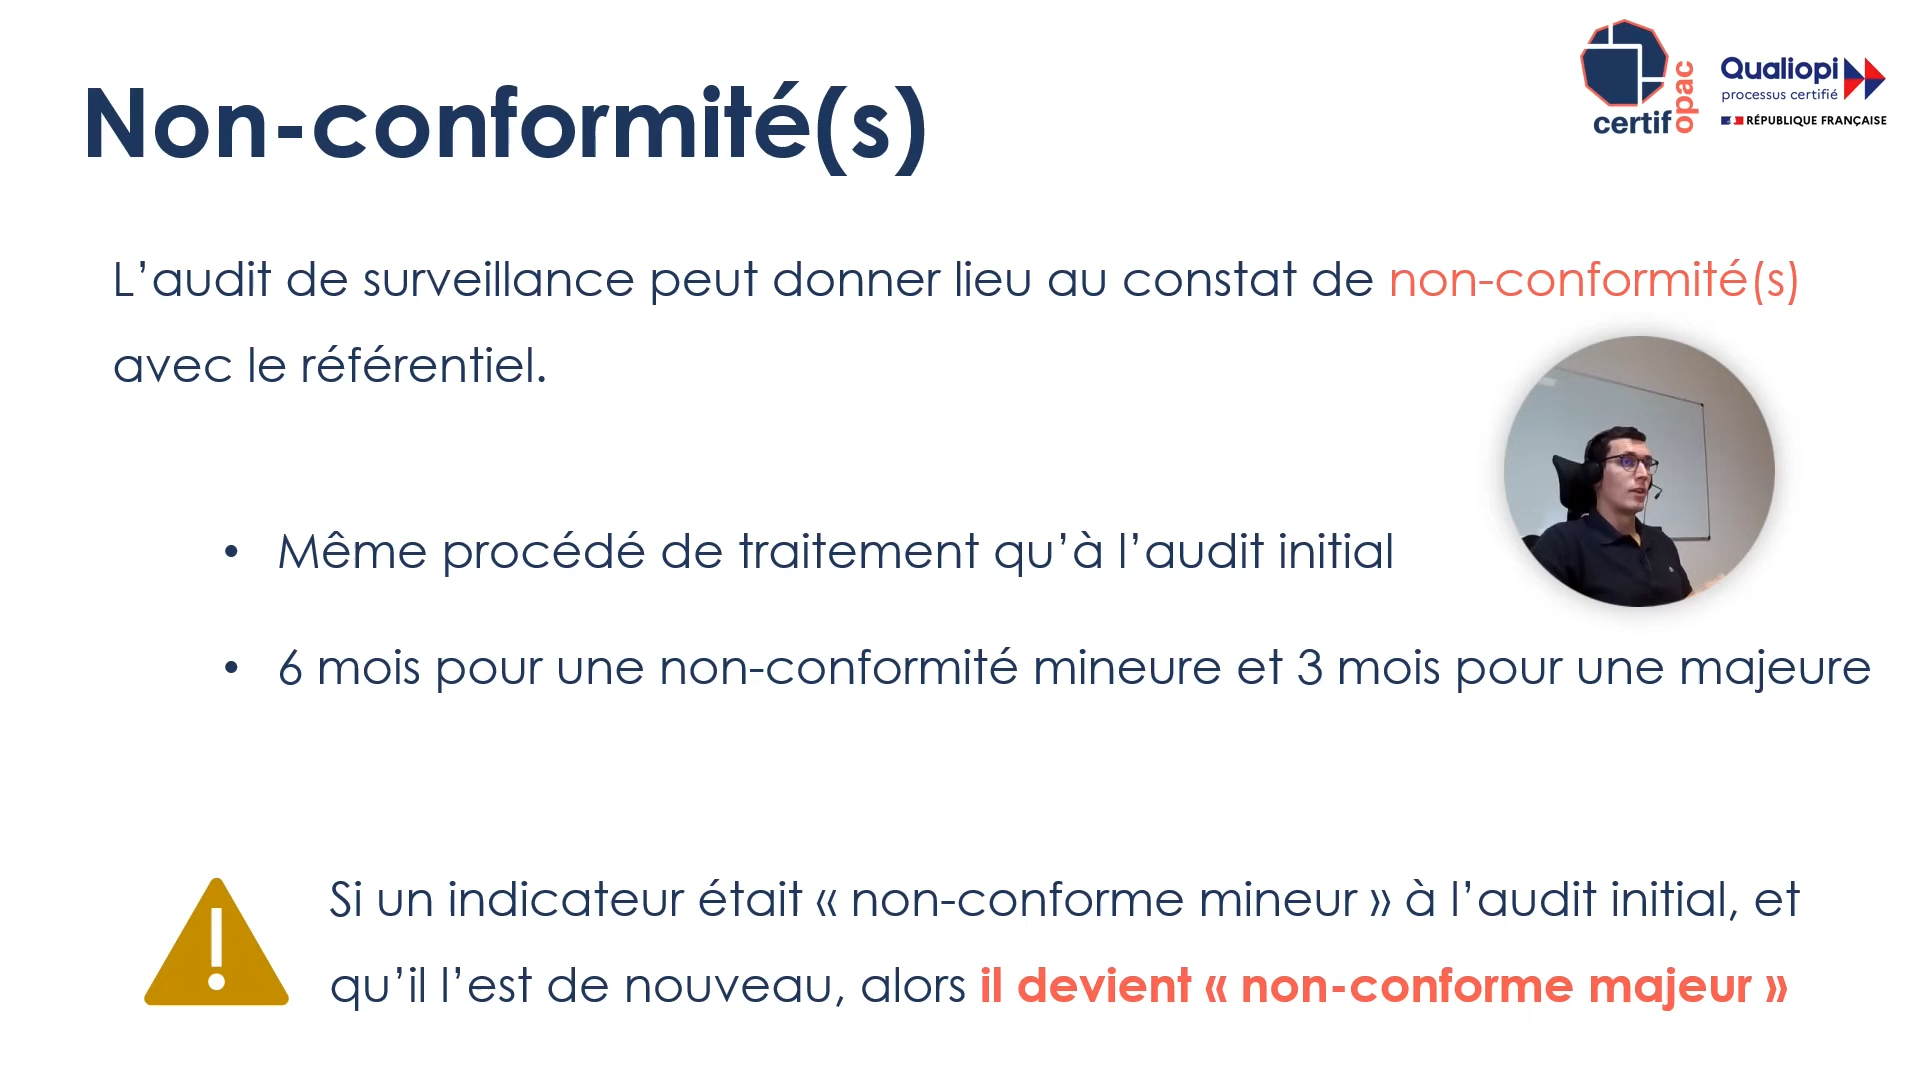 certif
opac
Qualiopi
processus certifié
RÉPUBLIQUE FRANÇAISE
Non-conformité(s)
L’audit de surveillance peut donner lieu au constat de non-conformité(s)
avec le référentiel.
• Même procédé de traitement qu’à l’audit initial
• 6 mois pour une non-conformité mineure et 3 mois pour une majeure
Si un indicateur était « non-conforme mineur » à l’audit initial, et
qu’il l’est de nouveau, alors il devient « non-conforme majeur »